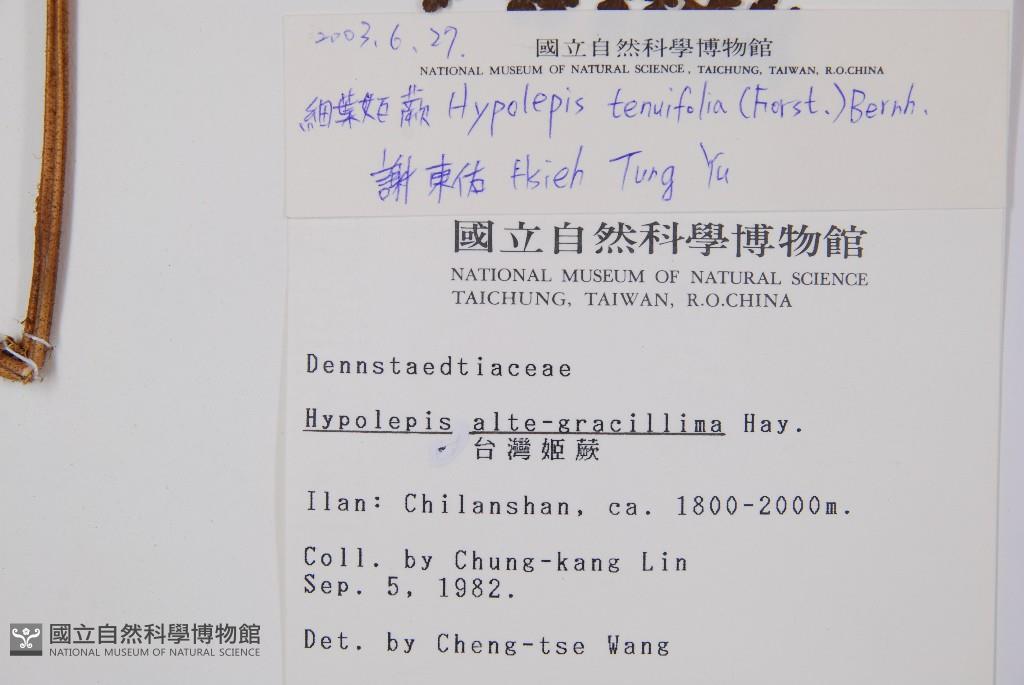 2003.6.27.
國立自然科學博物館
NATIONAL MUSEUM OF NATURAL SCIENCE, TAICHUNG, TAIWAN, R.O.CHINA
細葉姬蕨 Hypolepis tenuifolia (Forst.) Bernh.
謝東佑 Hsieh Tung Yu
國立自然科學博物館
NATIONAL MUSEUM OF NATURAL SCIENCE
TAICHUNG, TAIWAN, R.O.CHINA
Dennstaedtiaceae
Hypolepis alte-gracillima Hay.
台灣姬蕨
Ilan: Chilanshan, ca. 1800-2000m.
Coll. by Chung-kang Lin
Sep. 5, 1982.
Det. by Cheng-tse Wang
國立自然科學博物館
NATIONAL MUSEUM OF NATURAL SCIENCE